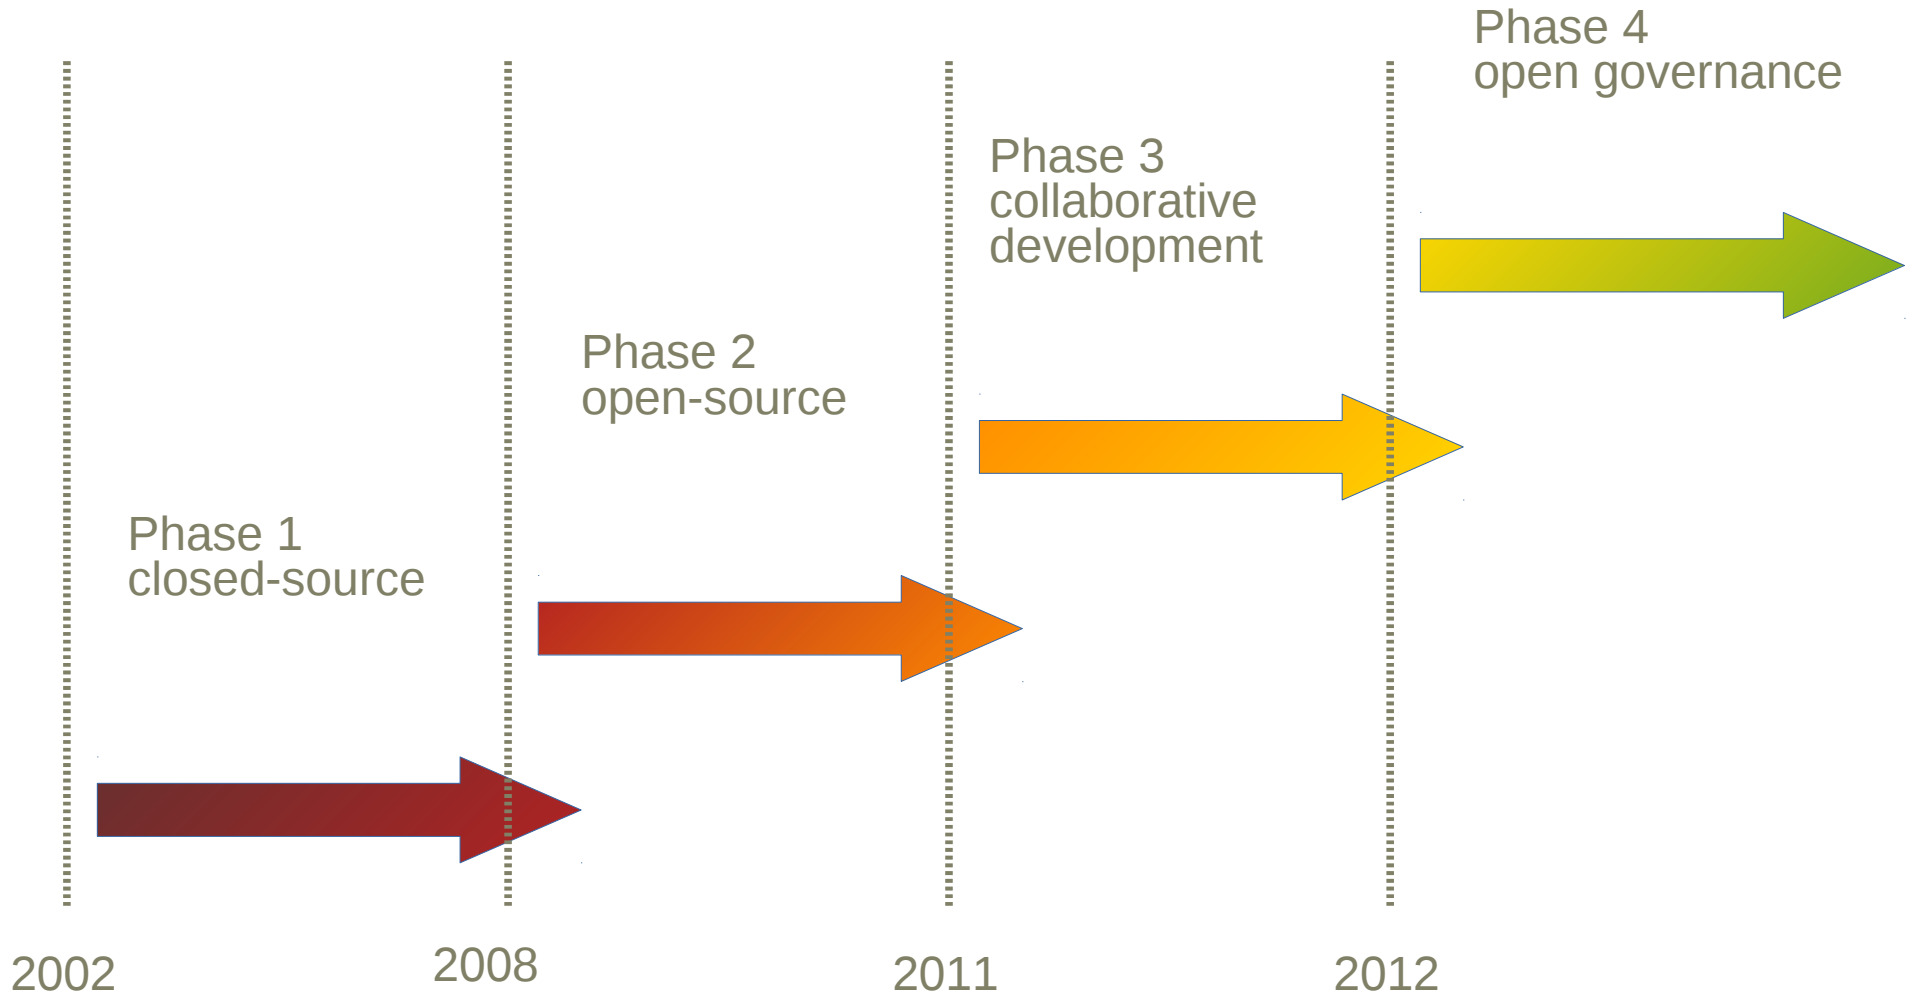 Phase 1
closed-source
Phase 2
open-source
Phase 3
collaborative
development
Phase 4
open governance
2002
2008
2011
2012